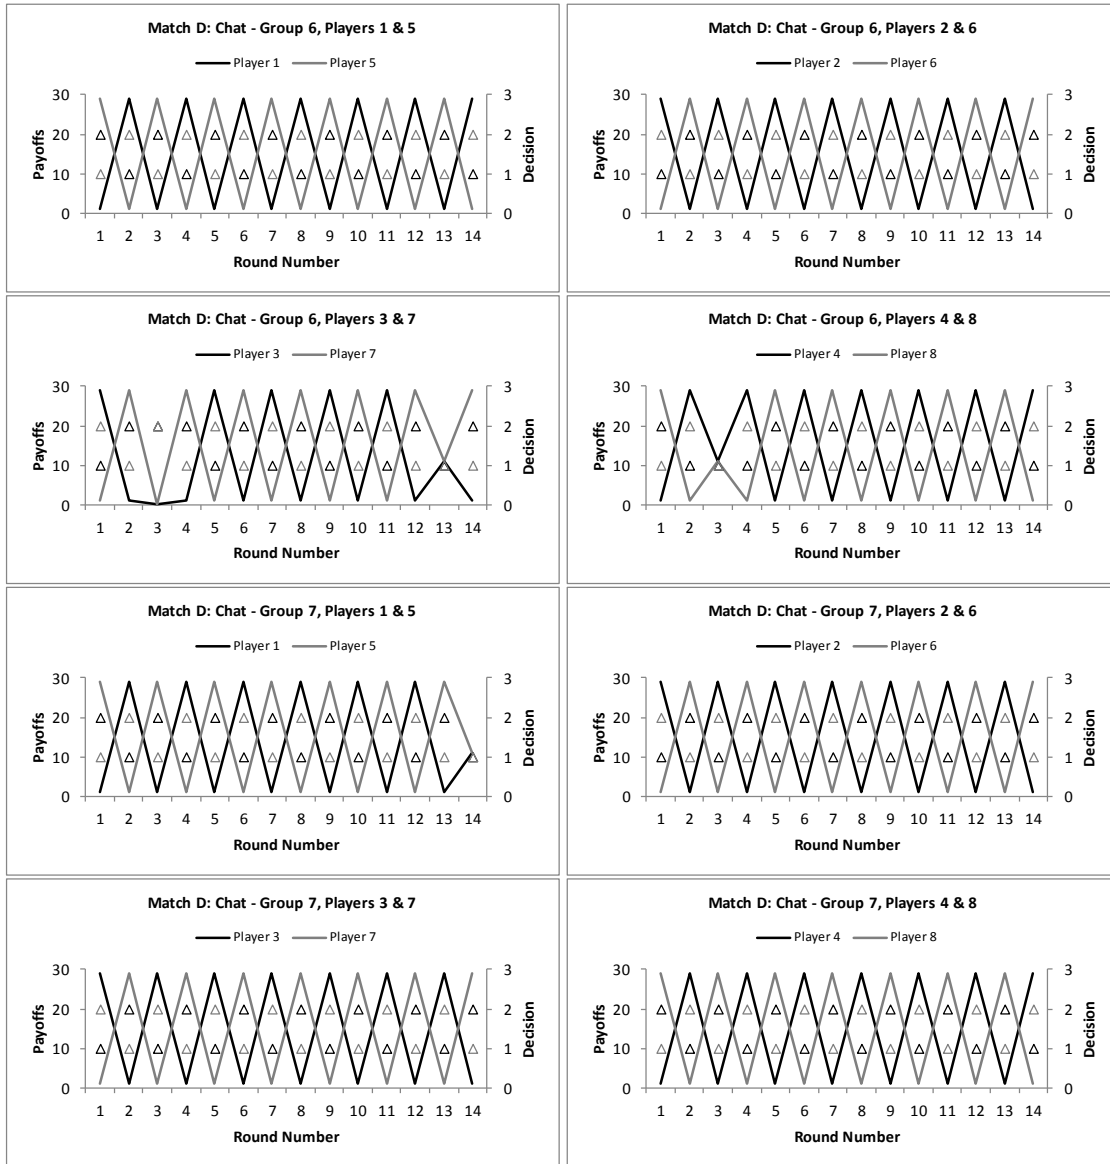 Match D: Chat - Group 6, Players 1 & 5
Player 1 Player 5
30
20
10
0
Payoffs
3
2
1
0
Decision
1 2 3 4 5 6 7 8 9 10 11 12 13 14
Round Number
Match D: Chat - Group 6, Players 2 & 6
Player 2 Player 6
30
20
10
0
Payoffs
3
2
1
0
Decision
1 2 3 4 5 6 7 8 9 10 11 12 13 14
Round Number
Match D: Chat - Group 6, Players 3 & 7
Player 3 Player 7
30
20
10
0
Payoffs
3
2
1
0
Decision
1 2 3 4 5 6 7 8 9 10 11 12 13 14
Round Number
Match D: Chat - Group 6, Players 4 & 8
Player 4 Player 8
30
20
10
0
Payoffs
3
2
1
0
Decision
1 2 3 4 5 6 7 8 9 10 11 12 13 14
Round Number
Match D: Chat - Group 7, Players 1 & 5
Player 1 Player 5
30
20
10
0
Payoffs
3
2
1
0
Decision
1 2 3 4 5 6 7 8 9 10 11 12 13 14
Round Number
Match D: Chat - Group 7, Players 2 & 6
Player 2 Player 6
30
20
10
0
Payoffs
3
2
1
0
Decision
1 2 3 4 5 6 7 8 9 10 11 12 13 14
Round Number
Match D: Chat - Group 7, Players 3 & 7
Player 3 Player 7
30
20
10
0
Payoffs
3
2
1
0
Decision
1 2 3 4 5 6 7 8 9 10 11 12 13 14
Round Number
Match D: Chat - Group 7, Players 4 & 8
Player 4 Player 8
30
20
10
0
Payoffs
3
2
1
0
Decision
1 2 3 4 5 6 7 8 9 10 11 12 13 14
Round Number